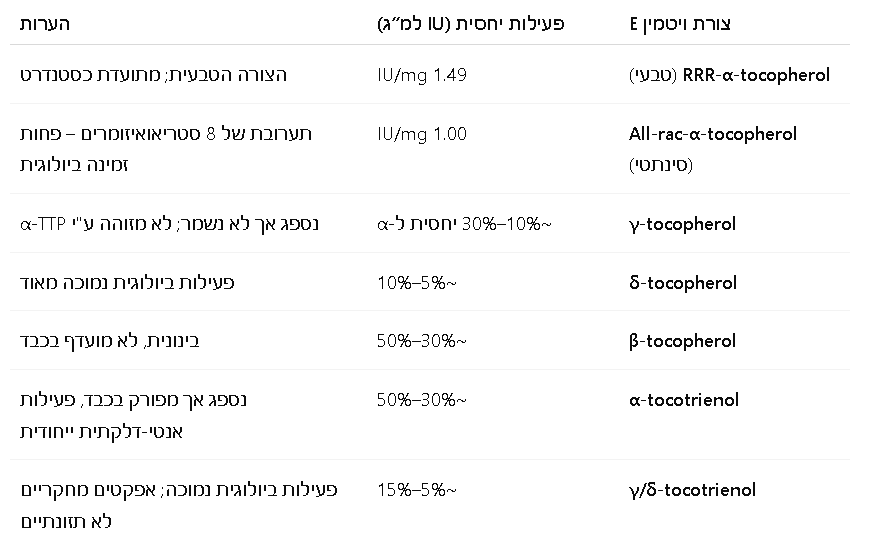 צורת ויטמין E	פעילות יחסית (IU למ״ג)	הערות
RRR-α-tocopherol (טבעי)	1.49 IU/mg	הצורה הטבעית; מתועדת כסטנדרט
All-rac-α-tocopherol	1.00 IU/mg	תערובת של 8 סטריאואיזומרים – פחות
(סינתטי)	זמינה ביולוגית
γ-tocopherol	~10%–30% יחסית ל-α	נספג אך לא נשמר; לא מזוהה ע"י α-TTP
δ-tocopherol	~5%–10%	פעילות ביולוגית נמוכה מאוד
β-tocopherol	~30%–50%	בינונית, לא מועדף בכבד
α-tocotrienol	~30%–50%	נספג אך מפורק בכבד, פעילות
אנטי-דלקתית ייחודית
γ/δ-tocotrienol	~5%–15%	פעילות ביולוגית נמוכה; אפקטים מחקריים
לא תזונתיים